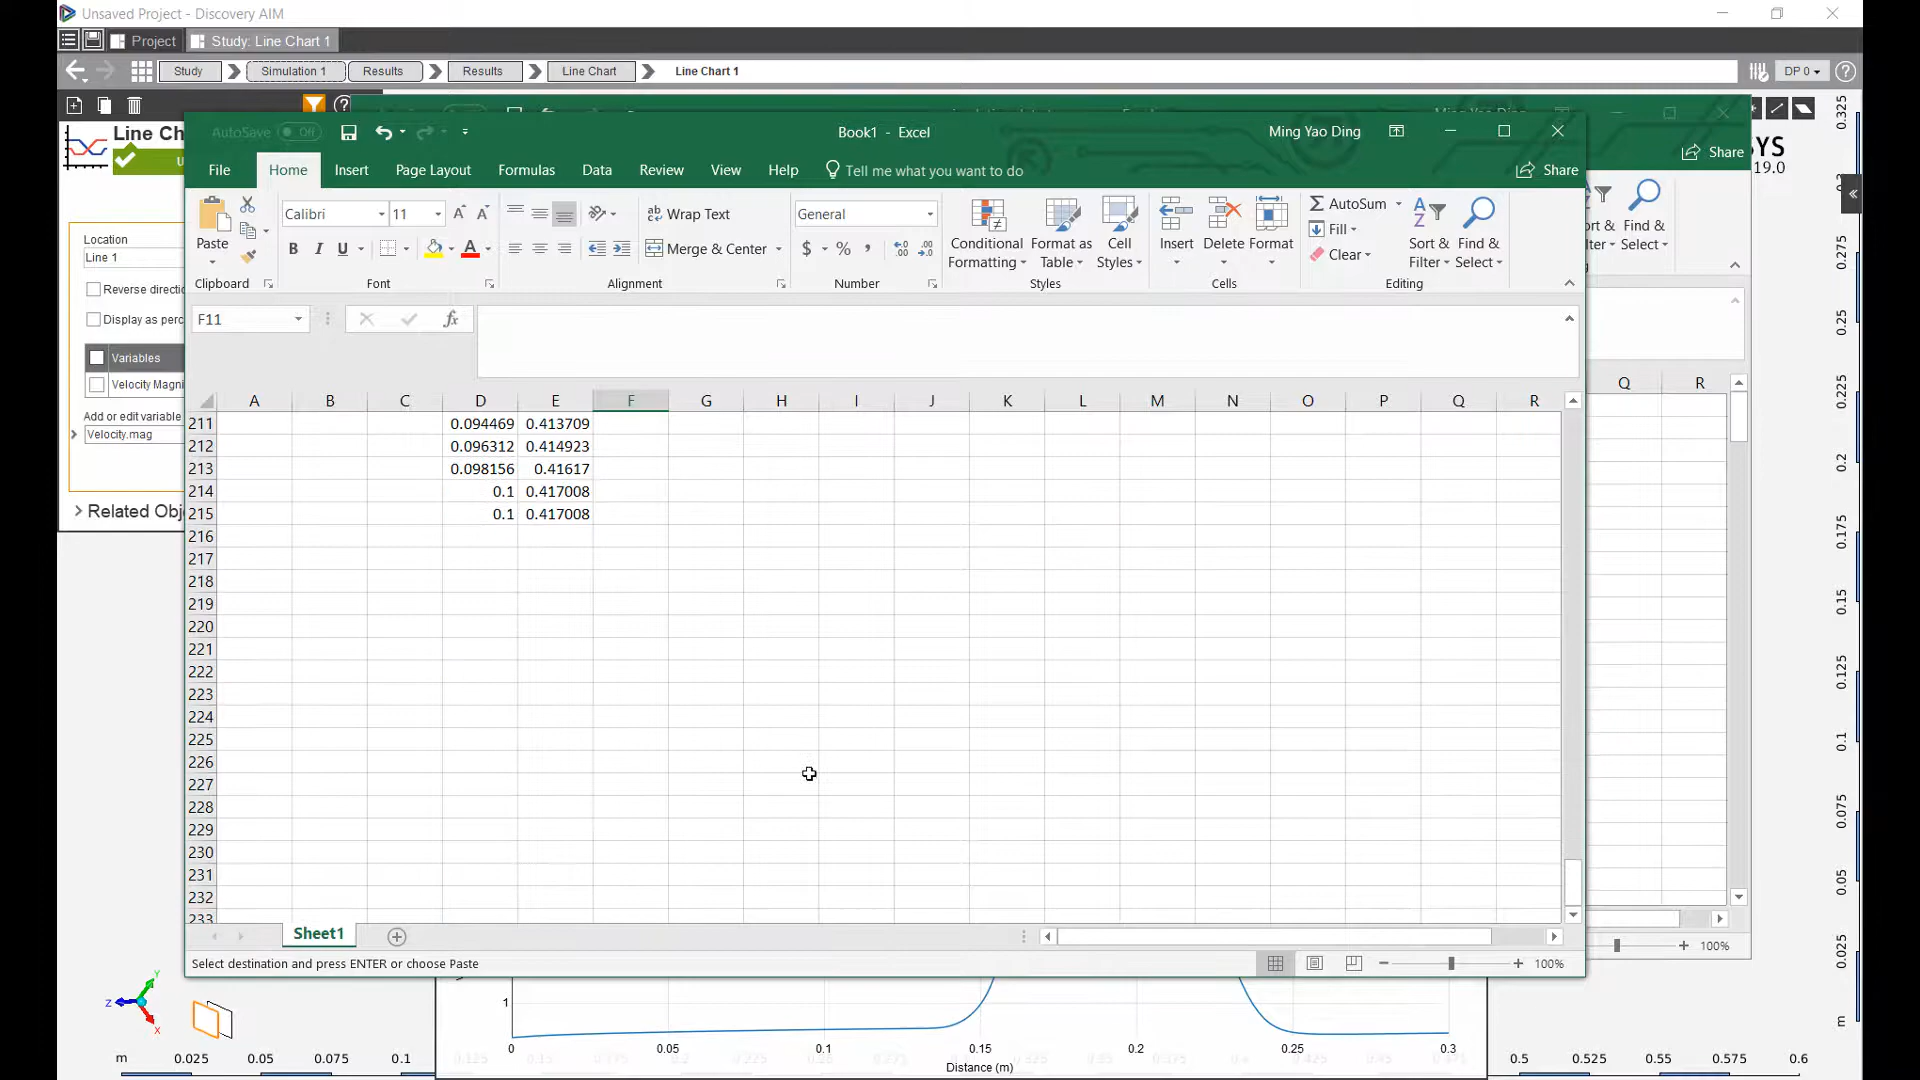 Unsaved Project - Discovery AIM
Project
Study: Line Chart 1
Study
Simulation 1
Results
Results
Line Chart
Line Chart 1
DP 0
Line Ch
AutoSave Off
Book1 - Excel
Ming Yao Ding
File
Home
Insert
Page Layout
Formulas
Data
Review
View
Help
Tell me what you want to do
Share
Share
SYS
19.0
Paste
Calibri
11
Wrap Text
Merge & Center
General
Conditional
Formatting
Format as
Table
Cell
Styles
Insert
Delete
Format
AutoSum
Fill
Clear
Sort &
Filter
Find &
Select
Find &
Select
Clipboard
Font
Alignment
Number
Styles
Cells
Editing
Location
Line 1
Reverse directio
Display as perc
Variables
Velocity Magni
Add or edit variable
Velocity.mag
Related Obj
F11
fx
A B C D E F G H I J K L M N O P Q R
Q R
211 0.094469 0.413709
212 0.096312 0.414923
213 0.098156 0.41617
214 0.1 0.417008
215 0.1 0.417008
216
217
218
219
220
221
222
223
224
225
226
227
228
229
230
231
232
233
Sheet1
Select destination and press ENTER or choose Paste
100%
100%
0.325
0.275
0.25
0.225
0.2
0.175
0.15
0.125
0.1
0.075
0.05
0.025
m
Y
Z
X
1
0 0.05 0.1 0.15 0.2 0.25 0.3
Distance (m)
m 0.025 0.05 0.075 0.1 0.5 0.525 0.55 0.575 0.6